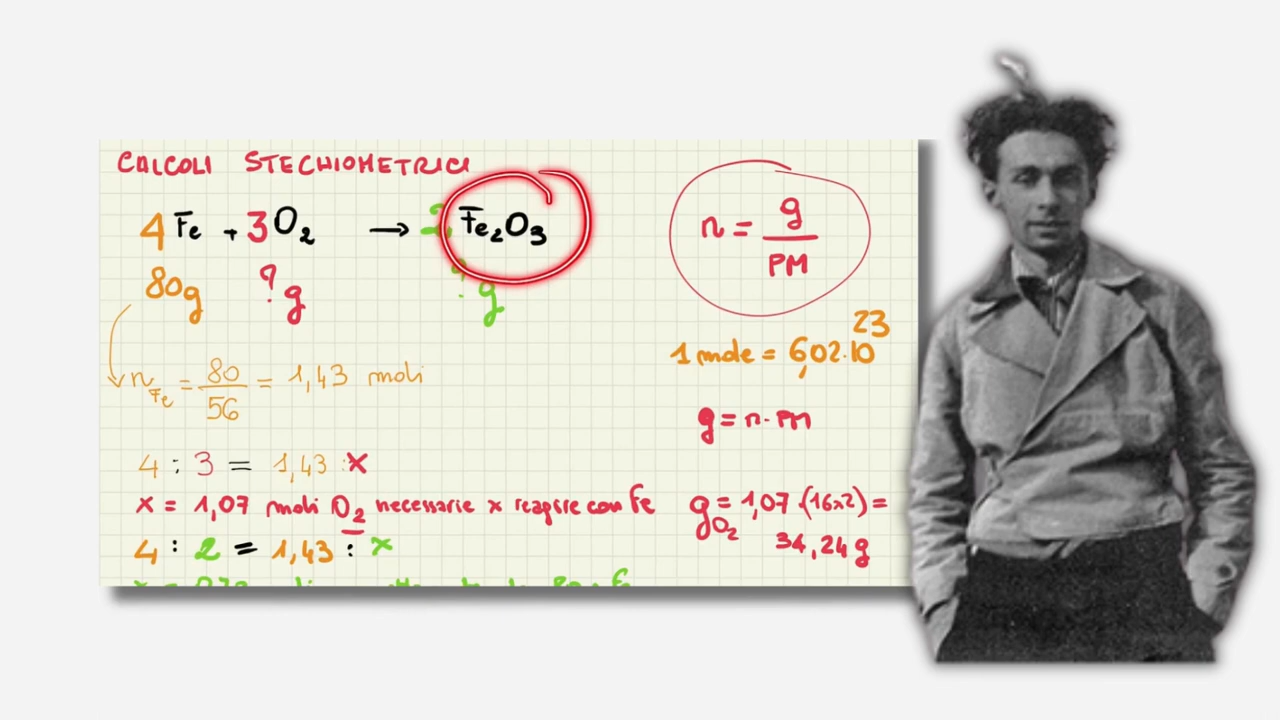 CALCOLI STECHIOMETRICI
4 Fe + 3 O2 → 2 Fe2O3
80g ? g ? g
n = g / PM
1 mole = 6,02·10^23
nFe = 80 / 56 = 1,43 moli
g = n·PM
4 : 3 = 1,43 : x
x = 1,07 moli O2 necessarie x reagire con Fe
gO2 = 1,07·(16x2) =
34,24g
4 : 2 = 1,43 : x